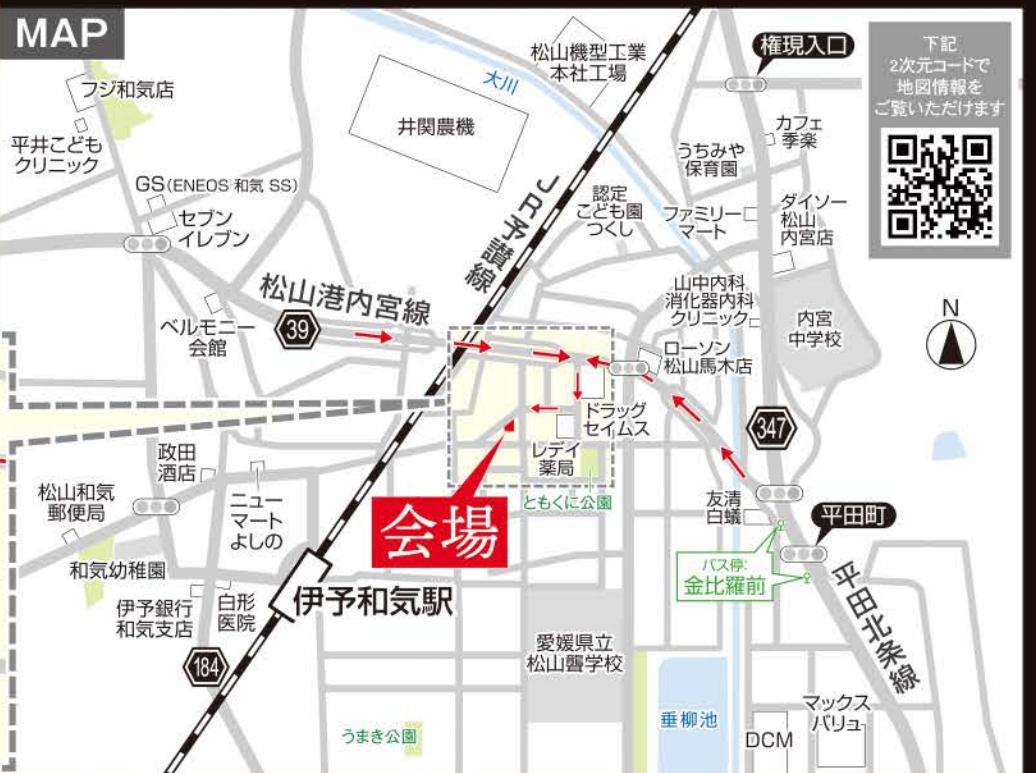 MAP
フジ和気店
平井こども
クリニック
GS(ENEOS 和気 SS)
セブン
イレブン
井関農機
大川
松山機型工業
本社工場
権現入口
下記
2次元コードで
地図情報を
ご覧いただけます
カフェ
季楽
うちみや
保育園
認定
こども園
つくし
ファミリー
マート
ダイソー
松山
内宮店
JR予讃線
松山港内宮線
39
ベルモニー
会館
山中内科
消化器内科
クリニック
内宮
中学校
N
ローソン
松山馬木店
ドラッグ
セイムス
レデイ
薬局
347
政田
酒店
ニュー
マート
よしの
松山和気
郵便局
会場
ともくに公園
友清
白蟻
平田町
バス停:
金比羅前
和気幼稚園
伊予銀行
和気支店
白形
医院
伊予和気駅
184
愛媛県立
松山聾学校
平田北条線
うまき公園
垂柳池
DCM
マックス
バリュ